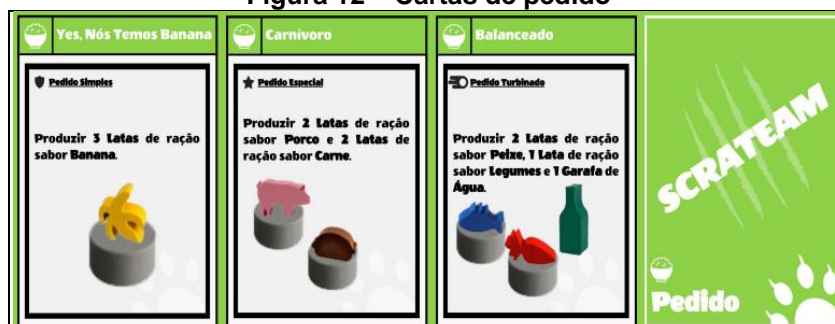 Figura 12 – Cartas de pedido
Yes, Nós Temos Banana
Pedido Simples
Produzir 3 Latas de ração
sabor Banana.
Carnívoro
Pedido Especial
Produzir 2 Latas de ração
sabor Porco e 2 Latas de
ração sabor Carne.
Balanceado
Pedido Turbinado
Produzir 2 Latas de ração
sabor Peixe, 1 Lata de ração
sabor Legumes e 1 Garafa de
Água.
SCRATEAM
Pedido